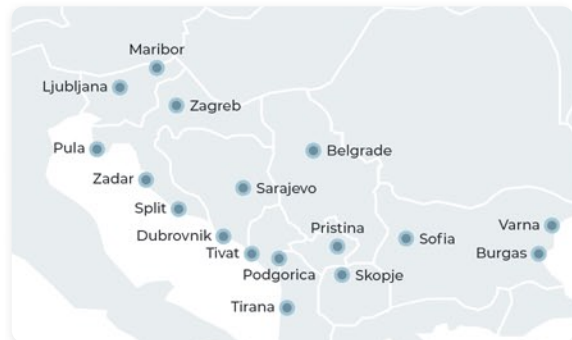 Maribor
Ljubljana
Zagreb
Pula
Belgrade
Zadar
Sarajevo
Split
Pristina
Varna
Dubrovnik
Sofia
Tivat
Burgas
Podgorica
Skopje
Tirana